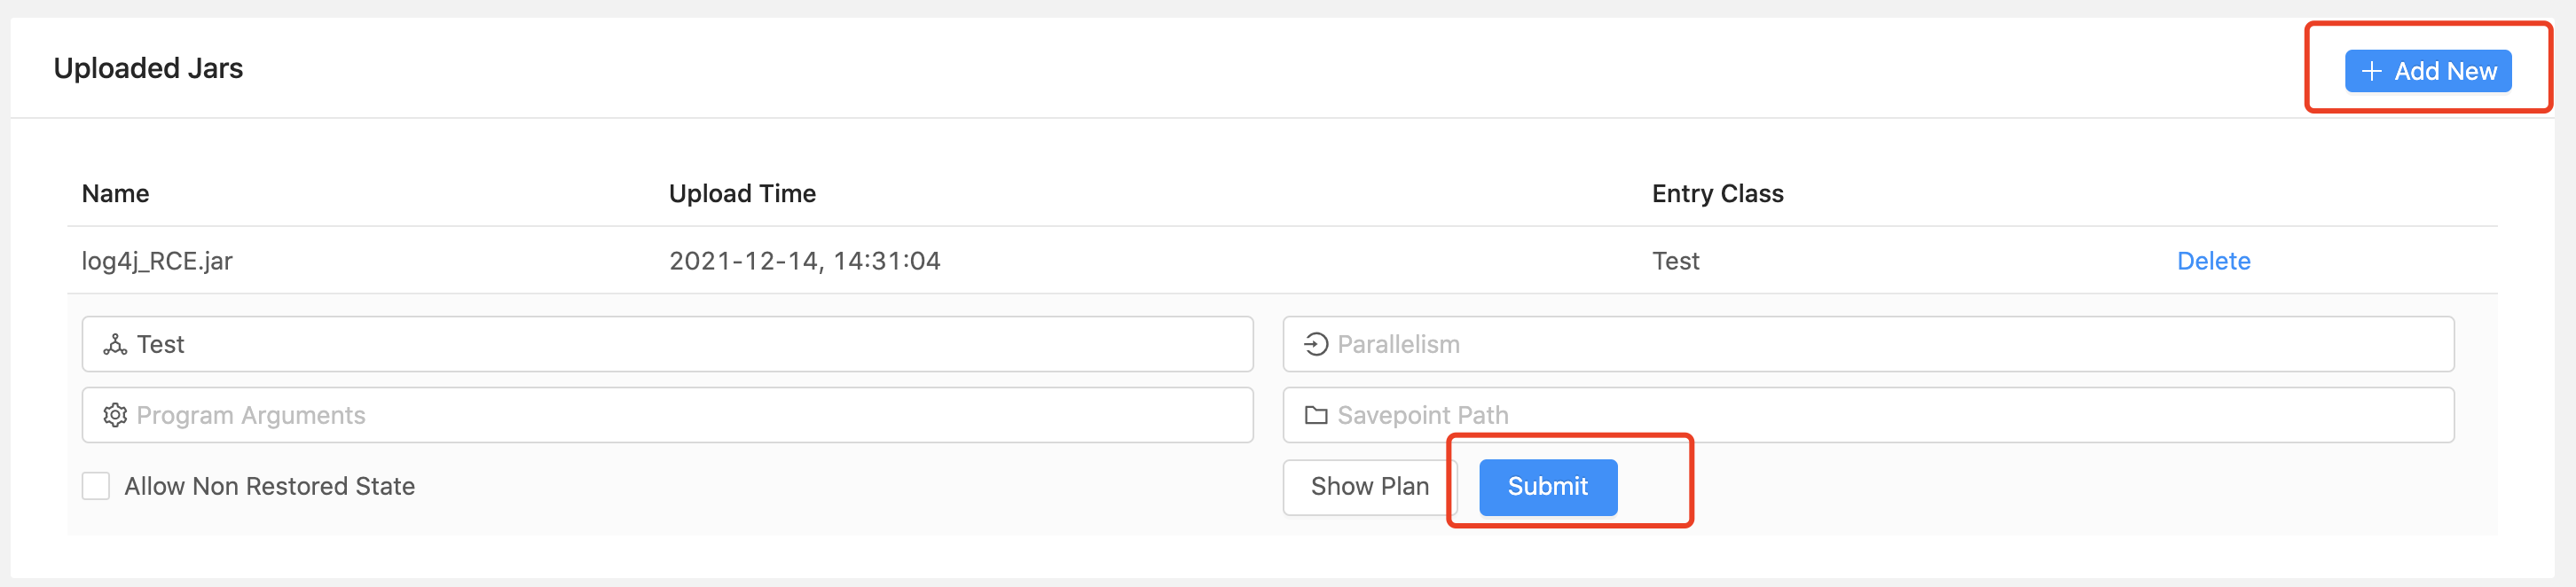 Uploaded Jars
Add New
Name Upload Time Entry Class
log4j_RCE.jar 2021-12-14, 14:31:04 Test Delete
Test Parallelism
Program Arguments Savepoint Path
Allow Non Restored State Show Plan Submit